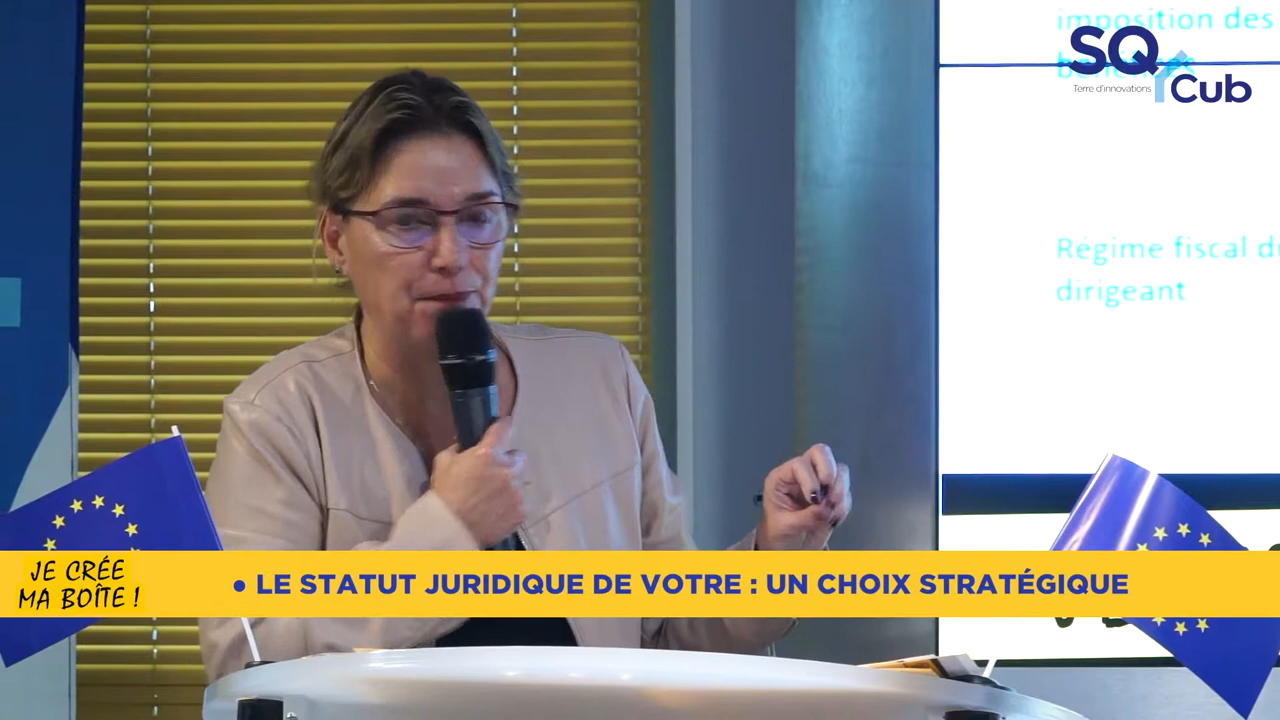 imposition des
SQY Cub
Terre d'innovations
Régime fiscal du
dirigeant
JE CRÉE
MA BOÎTE !
• LE STATUT JURIDIQUE DE VOTRE : UN CHOIX STRATÉGIQUE